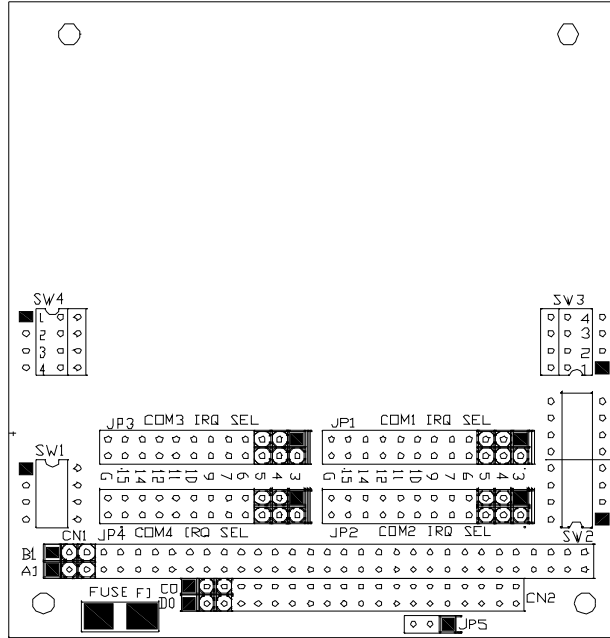 SW4
1
2
3
4
SW3
4
3
2
1
JP3 COM3 IRQ SEL
JP1 COM1 IRQ SEL
SW1
G 15 14 12 11 10 9 7 6 5 4 3
G 15 14 12 11 10 9 7 6 5 4 3
CN1
JP4 COM4 IRQ SEL
JP2 COM2 IRQ SEL
SW2
B1
A1
FUSE F1
C0
D0
CN2
JP5